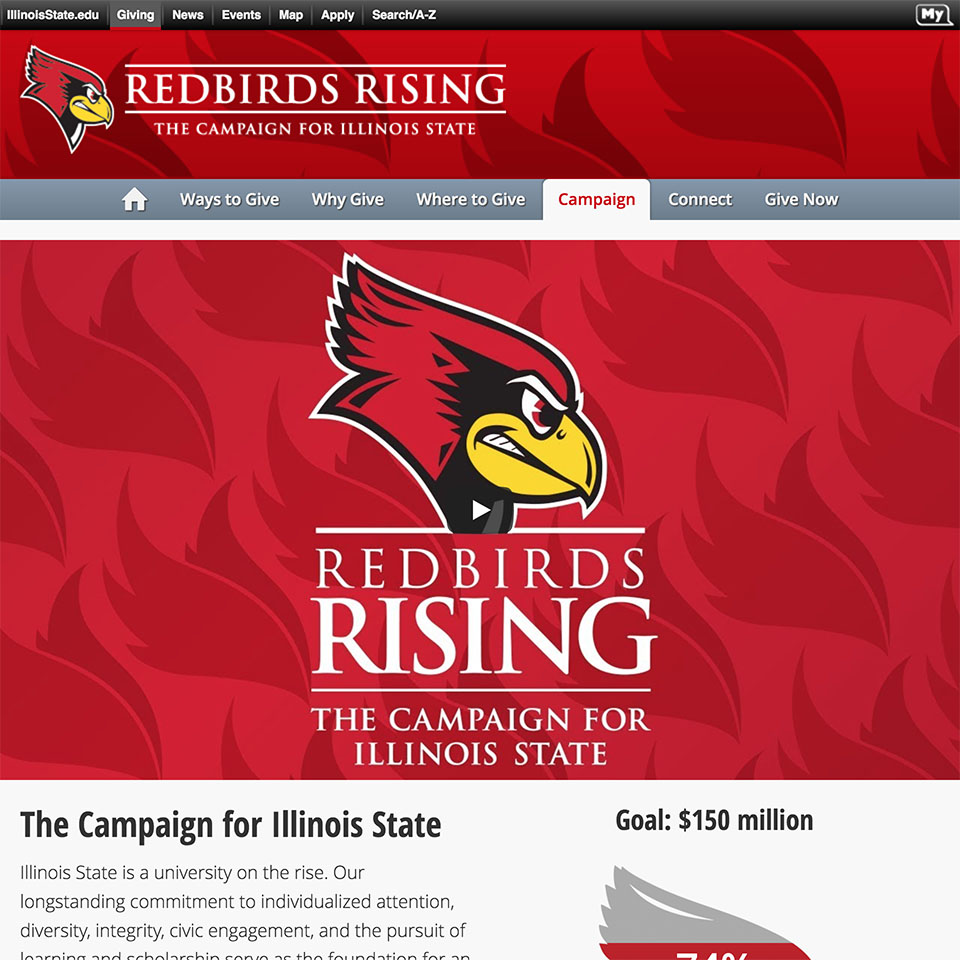 IllinoisState.edu Giving News Events Map Apply Search/A-Z My
REDBIRDS RISING
THE CAMPAIGN FOR ILLINOIS STATE
Ways to Give Why Give Where to Give Campaign Connect Give Now
REDBIRDS
RISING
THE CAMPAIGN FOR
ILLINOIS STATE
The Campaign for Illinois State
Goal: $150 million
Illinois State is a university on the rise. Our
longstanding commitment to individualized attention,
diversity, integrity, civic engagement, and the pursuit of
learning and scholarship serve as the foundation for an
74%